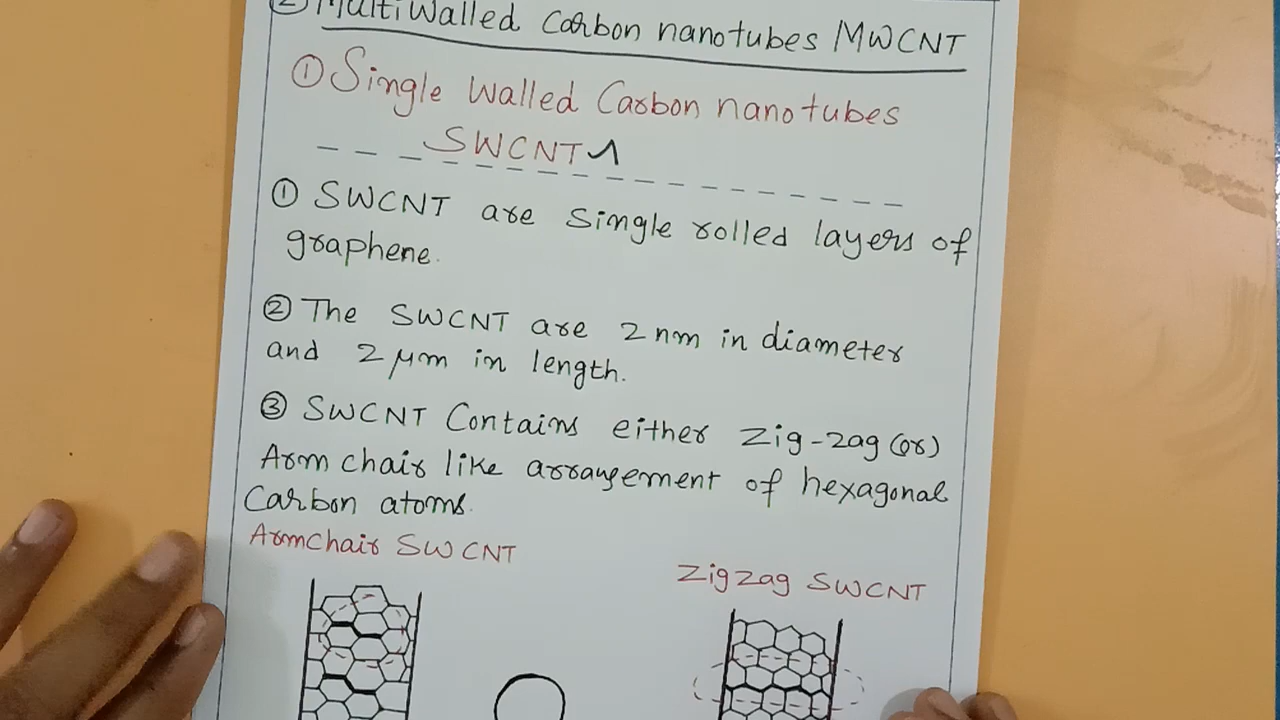 ② Multiwalled Carbon nanotubes MWCNT
① Single Walled Carbon nanotubes
SWCNT
① SWCNT are Single rolled layers of
graphene.
② The SWCNT are 2 nm in diameter
and 2 μm in length.
③ SWCNT Contains either Zig-zag (or)
Arm chair like arrangement of hexagonal
Carbon atoms.
Armchair SWCNT
Zigzag SWCNT